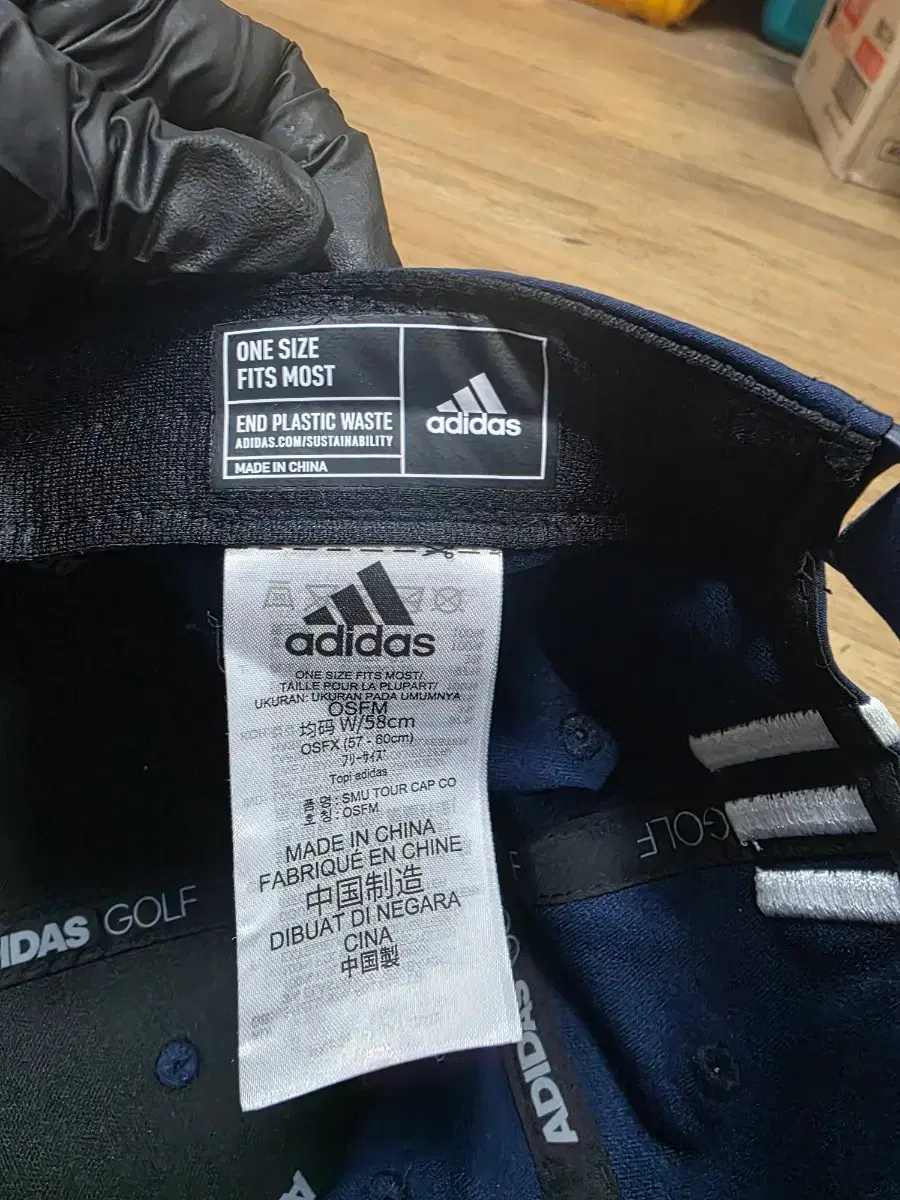 ONE SIZE
FITS MOST
END PLASTIC WASTE
ADIDAS.COM/SUSTAINABILITY
MADE IN CHINA
adidas
adidas
ONE SIZE FITS MOST/
TAILLE POUR LA PLUPART/
UKURAN: UKURAN PADA UMUMNYA
OSFM
均码 W/58cm
OSFX (57 - 60cm)
ﾌﾘｰｻｲｽﾞ
Topi adidas
품 명 : SMU TOUR CAP CO
호 칭 : OSFM
MADE IN CHINA
FABRIQUÉ EN CHINE
中国制造
DIBUAT DI NEGARA
CINA
中国製
IDAS GOLF
GOLF
ADIDAS